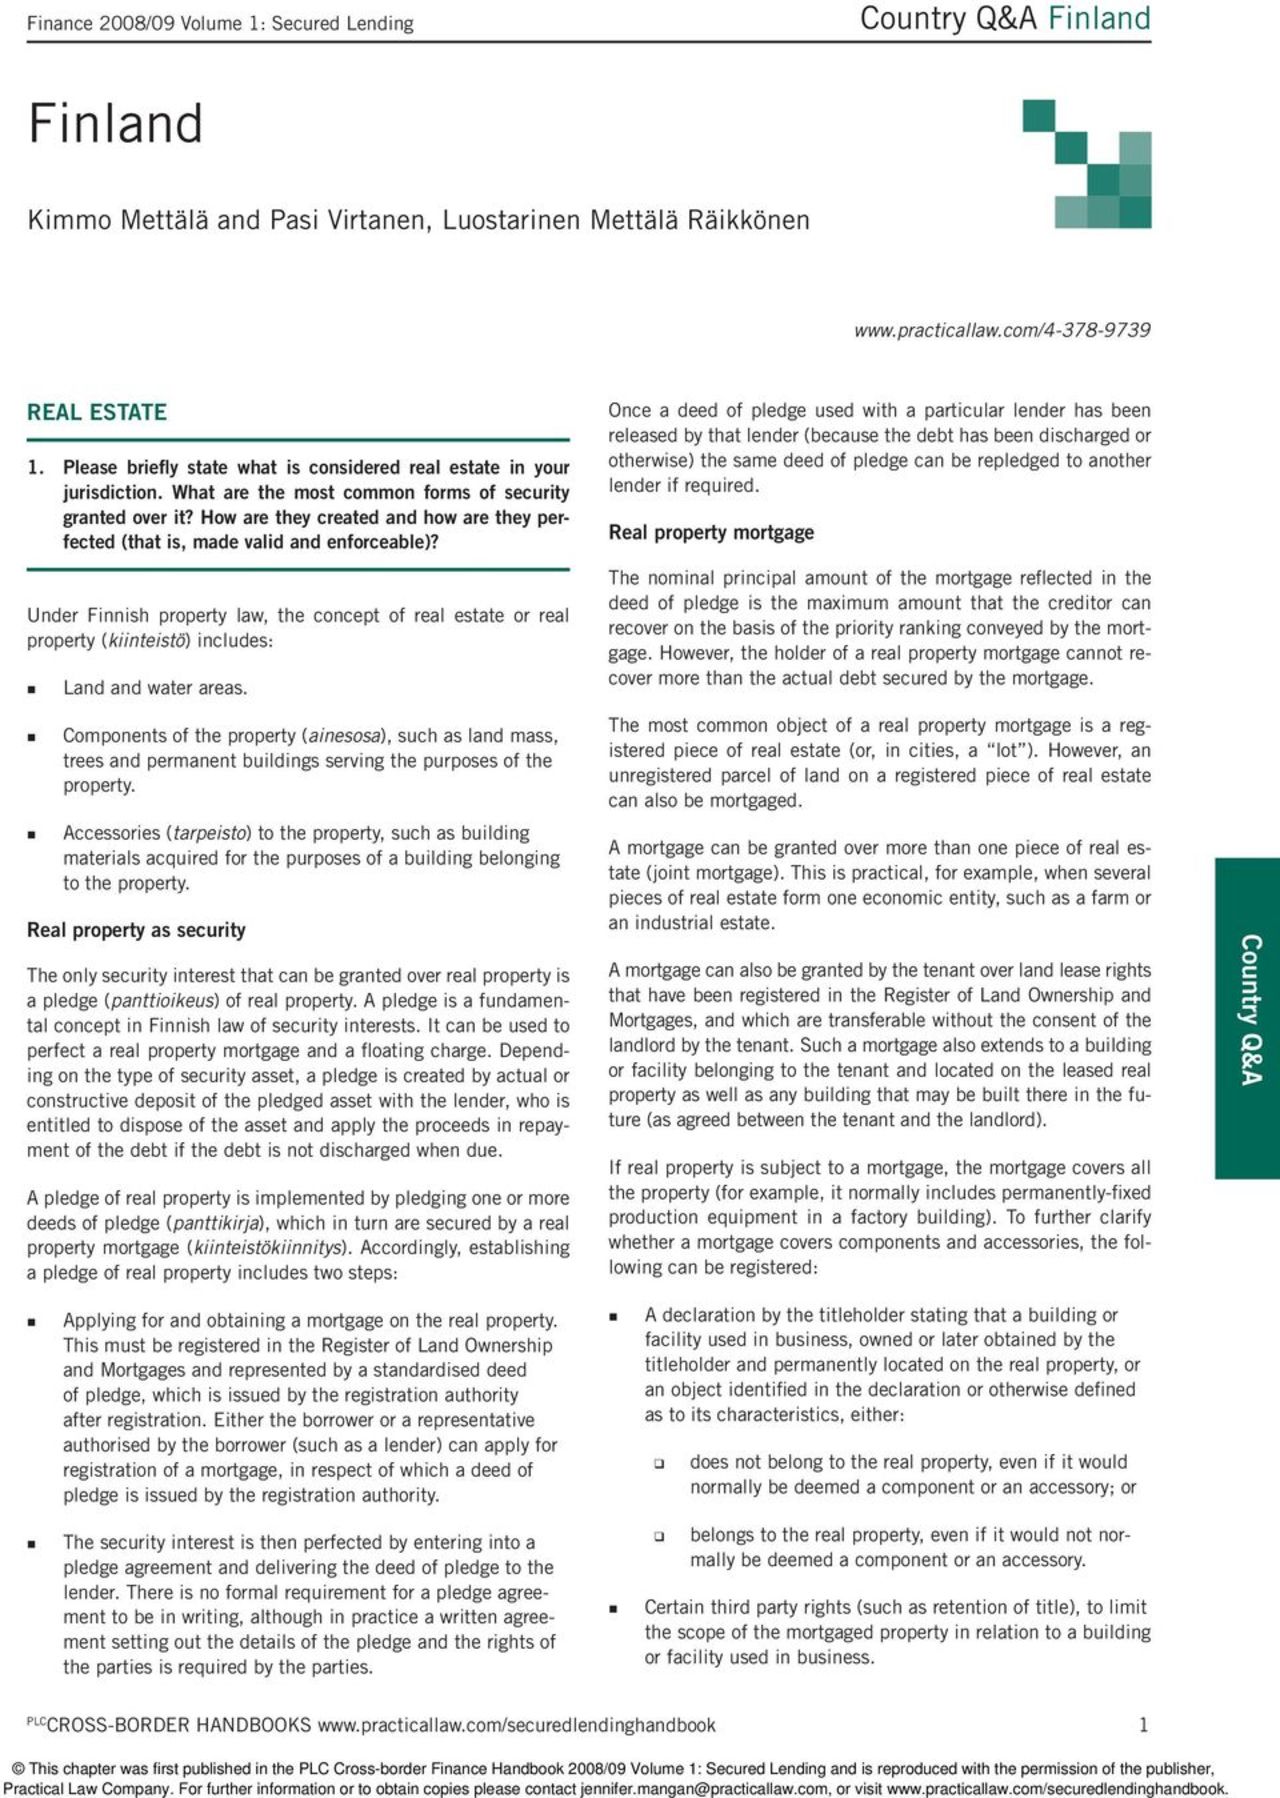 Finance 2008/09 Volume 1: Secured Lending
Country Q&A Finland
Finland
Kimmo Mettälä and Pasi Virtanen, Luostarinen Mettälä Räikkönen
www.practicallaw.com/4-378-9739
REAL ESTATE
1. Please briefly state what is considered real estate in your
jurisdiction. What are the most common forms of security
granted over it? How are they created and how are they per-
fected (that is, made valid and enforceable)?
Under Finnish property law, the concept of real estate or real
property (kiinteistö) includes:
■ Land and water areas.
■ Components of the property (ainesosa), such as land mass,
trees and permanent buildings serving the purposes of the
property.
■ Accessories (tarpeisto) to the property, such as building
materials acquired for the purposes of a building belonging
to the property.
Real property as security
The only security interest that can be granted over real property is
a pledge (panttioikeus) of real property. A pledge is a fundamen-
tal concept in Finnish law of security interests. It can be used to
perfect a real property mortgage and a floating charge. Depend-
ing on the type of security asset, a pledge is created by actual or
constructive deposit of the pledged asset with the lender, who is
entitled to dispose of the asset and apply the proceeds in repay-
ment of the debt if the debt is not discharged when due.
A pledge of real property is implemented by pledging one or more
deeds of pledge (panttikirja), which in turn are secured by a real
property mortgage (kiinteistökiinnitys). Accordingly, establishing
a pledge of real property includes two steps:
■ Applying for and obtaining a mortgage on the real property.
This must be registered in the Register of Land Ownership
and Mortgages and represented by a standardised deed
of pledge, which is issued by the registration authority
after registration. Either the borrower or a representative
authorised by the borrower (such as a lender) can apply for
registration of a mortgage, in respect of which a deed of
pledge is issued by the registration authority.
■ The security interest is then perfected by entering into a
pledge agreement and delivering the deed of pledge to the
lender. There is no formal requirement for a pledge agree-
ment to be in writing, although in practice a written agree-
ment setting out the details of the pledge and the rights of
the parties is required by the parties.
Once a deed of pledge used with a particular lender has been
released by that lender (because the debt has been discharged or
otherwise) the same deed of pledge can be repledged to another
lender if required.
Real property mortgage
The nominal principal amount of the mortgage reflected in the
deed of pledge is the maximum amount that the creditor can
recover on the basis of the priority ranking conveyed by the mort-
gage. However, the holder of a real property mortgage cannot re-
cover more than the actual debt secured by the mortgage.
The most common object of a real property mortgage is a reg-
istered piece of real estate (or, in cities, a “lot”). However, an
unregistered parcel of land on a registered piece of real estate
can also be mortgaged.
A mortgage can be granted over more than one piece of real es-
tate (joint mortgage). This is practical, for example, when several
pieces of real estate form one economic entity, such as a farm or
an industrial estate.
A mortgage can also be granted by the tenant over land lease rights
that have been registered in the Register of Land Ownership and
Mortgages, and which are transferable without the consent of the
landlord by the tenant. Such a mortgage also extends to a building
or facility belonging to the tenant and located on the leased real
property as well as any building that may be built there in the fu-
ture (as agreed between the tenant and the landlord).
If real property is subject to a mortgage, the mortgage covers all
the property (for example, it normally includes permanently-fixed
production equipment in a factory building). To further clarify
whether a mortgage covers components and accessories, the fol-
lowing can be registered:
■ A declaration by the titleholder stating that a building or
facility used in business, owned or later obtained by the
titleholder and permanently located on the real property, or
an object identified in the declaration or otherwise defined
as to its characteristics, either:
❑ does not belong to the real property, even if it would
normally be deemed a component or an accessory; or
❑ belongs to the real property, even if it would not nor-
mally be deemed a component or an accessory.
■ Certain third party rights (such as retention of title), to limit
the scope of the mortgaged property in relation to a building
or facility used in business.
Country Q&A
PLCCROSS-BORDER HANDBOOKS www.practicallaw.com/securedlendinghandbook
1
© This chapter was first published in the PLC Cross-border Finance Handbook 2008/09 Volume 1: Secured Lending and is reproduced with the permission of the publisher,
Practical Law Company. For further information or to obtain copies please contact jennifer.mangan@practicallaw.com, or visit www.practicallaw.com/securedlendinghandbook.